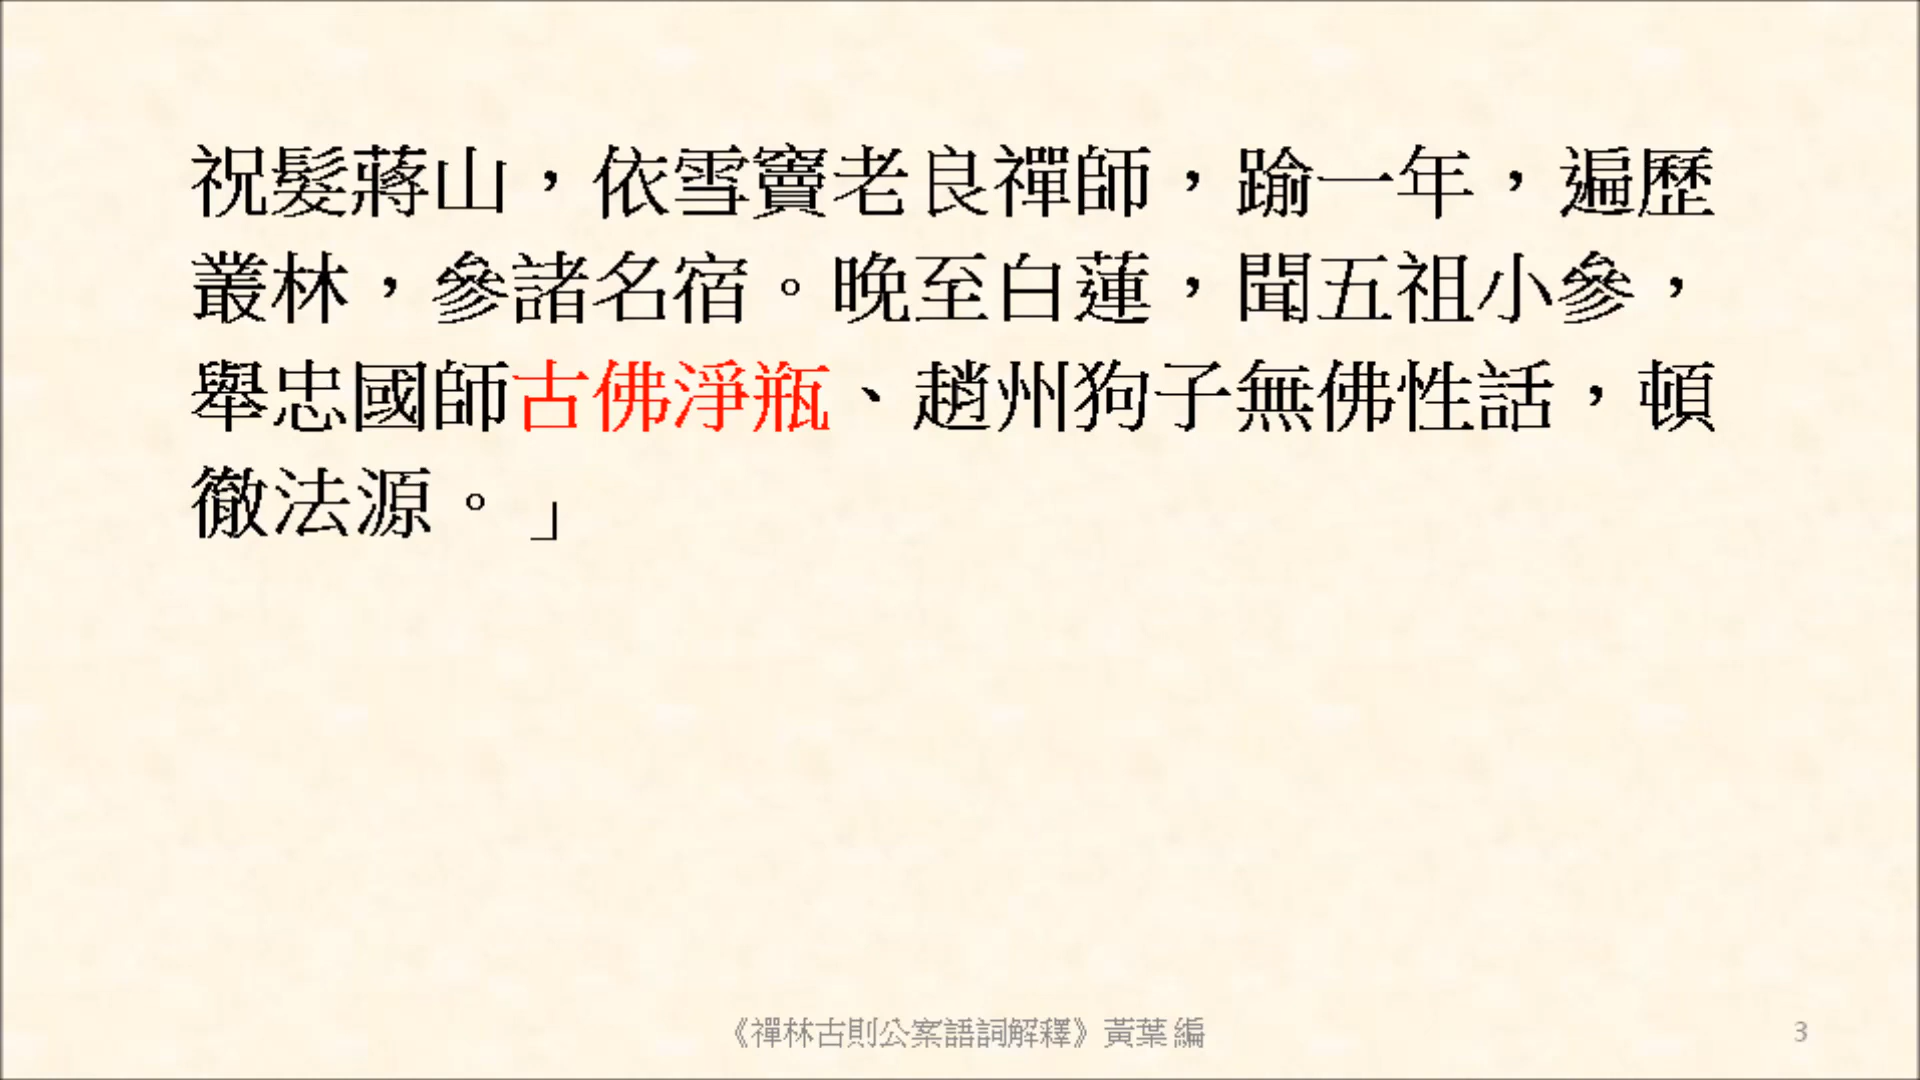 祝髮蔣山，依雪竇老良禪師，踰一年，遍歷
叢林，參諸名宿。晚至白蓮，聞五祖小參，
舉忠國師古佛淨瓶、趙州狗子無佛性話，頓
徹法源。」
《禪林古則公案語詞解釋》黃葉 編
3